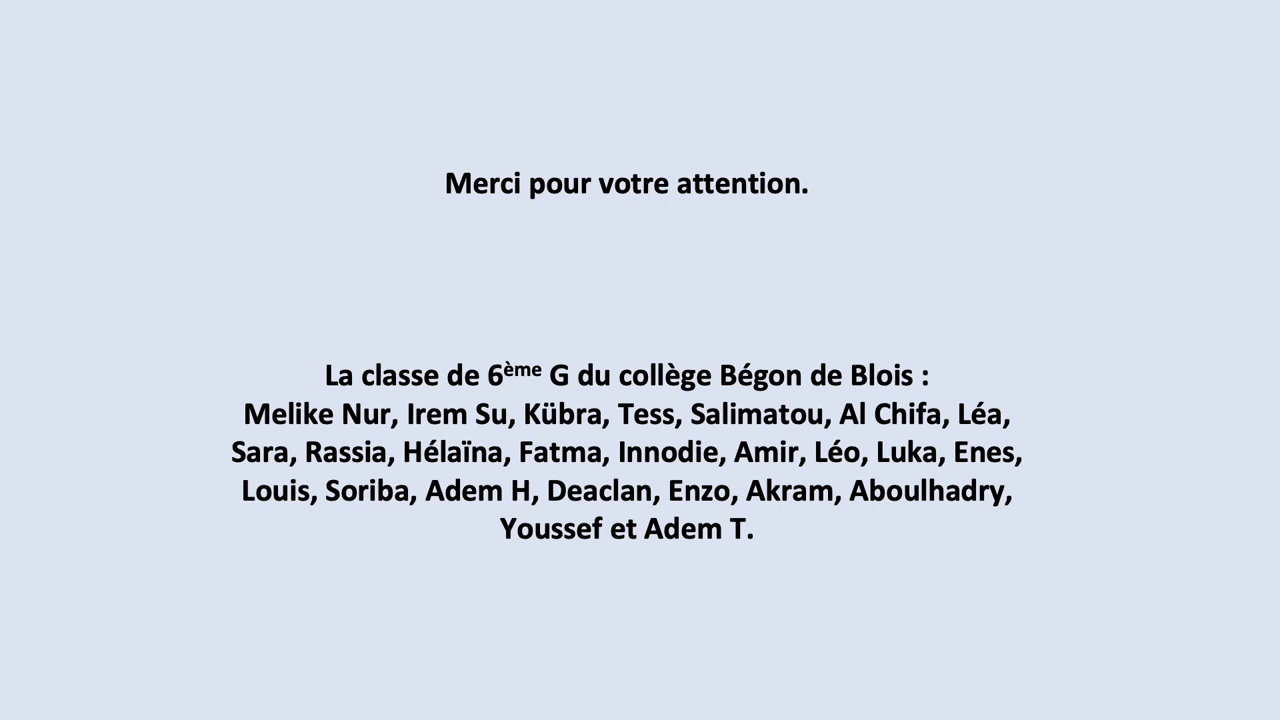 Merci pour votre attention.
La classe de 6ème G du collège Bégon de Blois :
Melike Nur, Irem Su, Kübra, Tess, Salimatou, Al Chifa, Léa,
Sara, Rassia, Hélaïna, Fatma, Innodie, Amir, Léo, Luka, Enes,
Louis, Soriba, Adem H, Deaclan, Enzo, Akram, Aboulhadry,
Youssef et Adem T.